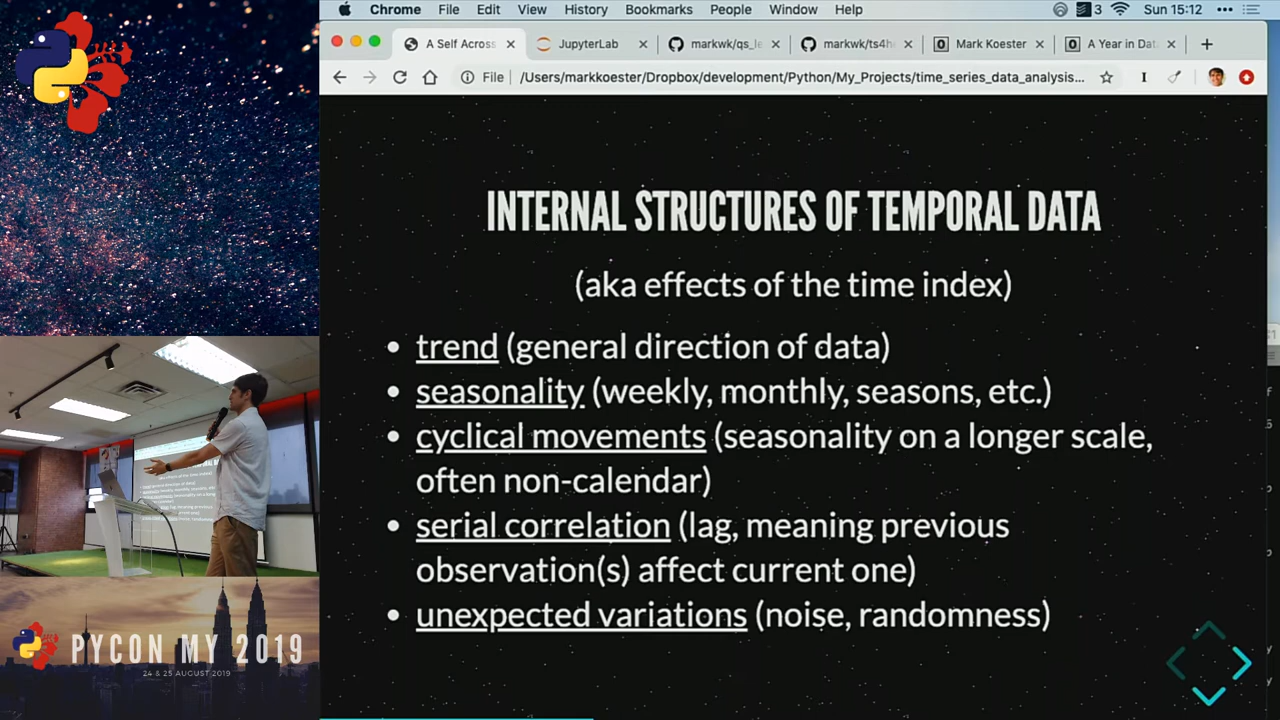 Chrome File Edit View History Bookmarks People Window Help
3 Sun 15:12
A Self Across
JupyterLab
markwk/qs_le
markwk/ts4h
Mark Koester
A Year in Dat
File /Users/markkoester/Dropbox/development/Python/My_Projects/time_series_data_analysis...
INTERNAL STRUCTURES OF TEMPORAL DATA
(aka effects of the time index)
• trend (general direction of data)
• seasonality (weekly, monthly, seasons, etc.)
• cyclical movements (seasonality on a longer scale,
often non-calendar)
• serial correlation (lag, meaning previous
observation(s) affect current one)
• unexpected variations (noise, randomness)
PYCON MY 2019
24 & 25 AUGUST 2019